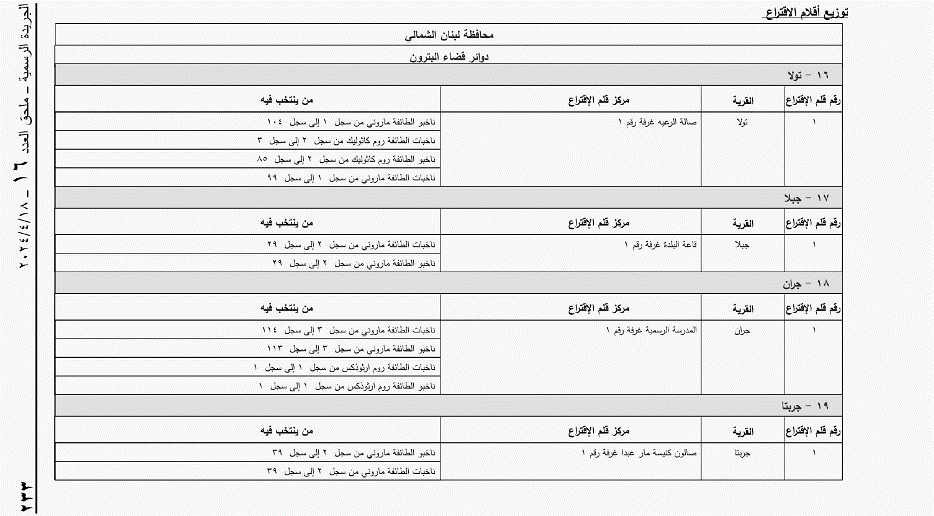 الجريدة الرسمية – ملحق العدد ١٦ – ٢٠٢٤/٤/١٨
توزيع أقلام الاقتراع
محافظة لبنان الشمالي
دوائر قضاء البترون
١٦ - تولا
رقم قلم الإقتراع القرية مركز قلم الإقتراع من ينتخب فيه
١ تولا صالة الرعيه غرفة رقم ١ ناخبو الطائفة ماروني من سجل ١ إلى سجل ١٠٤
ناخبات الطائفة روم كاثوليك من سجل ٢ إلى سجل ٣
ناخبو الطائفة روم كاثوليك من سجل ٢ إلى سجل ٨٥
ناخبات الطائفة ماروني من سجل ١ إلى سجل ٩٩
١٧ - جبلا
رقم قلم الإقتراع القرية مركز قلم الإقتراع من ينتخب فيه
١ جبلا قاعة البلدة غرفة رقم ١ ناخبات الطائفة ماروني من سجل ٢ إلى سجل ٢٩
ناخبو الطائفة ماروني من سجل ٢ إلى سجل ٢٩
١٨ - جران
رقم قلم الإقتراع القرية مركز قلم الإقتراع من ينتخب فيه
١ جران المدرسة الرسمية غرفة رقم ١ ناخبات الطائفة ماروني من سجل ٣ إلى سجل ١١٤
ناخبو الطائفة ماروني من سجل ٣ إلى سجل ١١٣
ناخبات الطائفة روم ارثوذكس من سجل ١ إلى سجل ١
ناخبو الطائفة روم ارثوذكس من سجل ١ إلى سجل ١
١٩ - جربتا
رقم قلم الإقتراع القرية مركز قلم الإقتراع من ينتخب فيه
١ جربتا صالون كنيسة مار عبدا غرفة رقم ١ ناخبو الطائفة ماروني من سجل ٢ إلى سجل ٣٩
ناخبات الطائفة ماروني من سجل ٢ إلى سجل ٣٩
٢٣٣